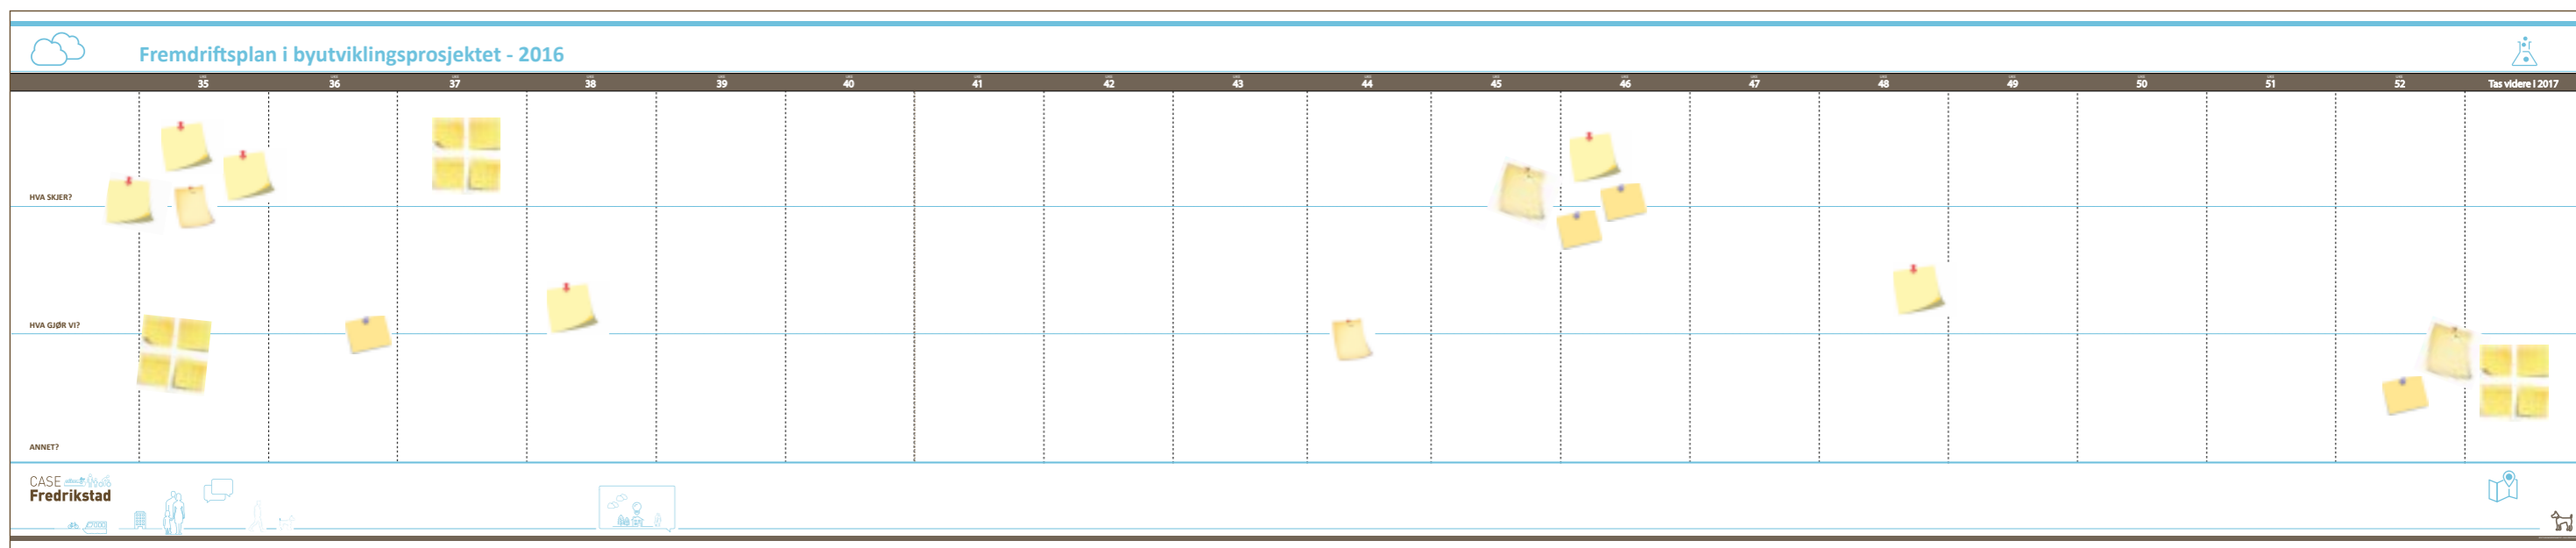 Fremdriftsplan i byutviklingsprosjektet - 2016
35 36 37 38 39 40 41 42 43 44 45 46 47 48 49 50 51 52 Tas videre i 2017
HVA SKJER?
HVA GJØR VI?
ANNET?
CASE
Fredrikstad